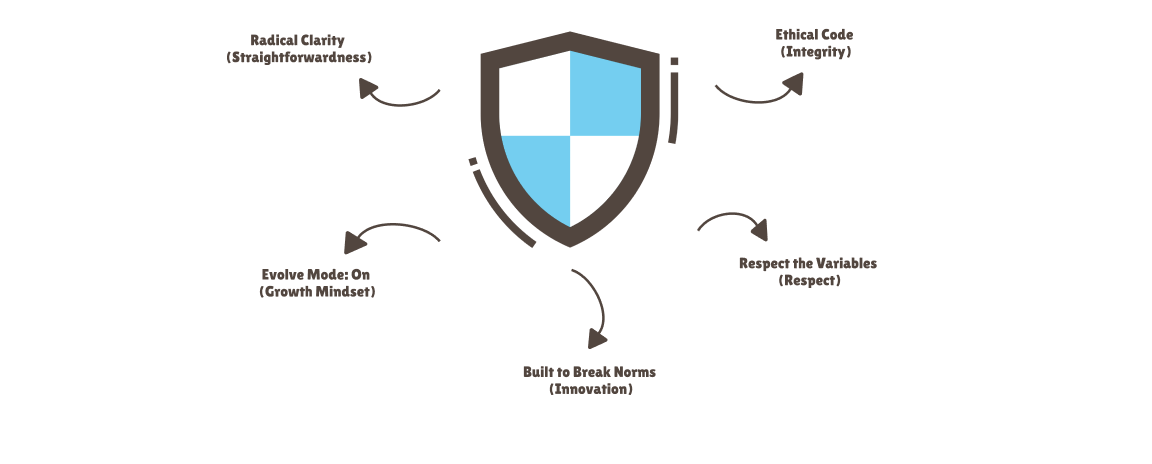 Radical Clarity
(Straightforwardness)
Ethical Code
(Integrity)
Evolve Mode: On
(Growth Mindset)
Respect the Variables
(Respect)
Built to Break Norms
(Innovation)